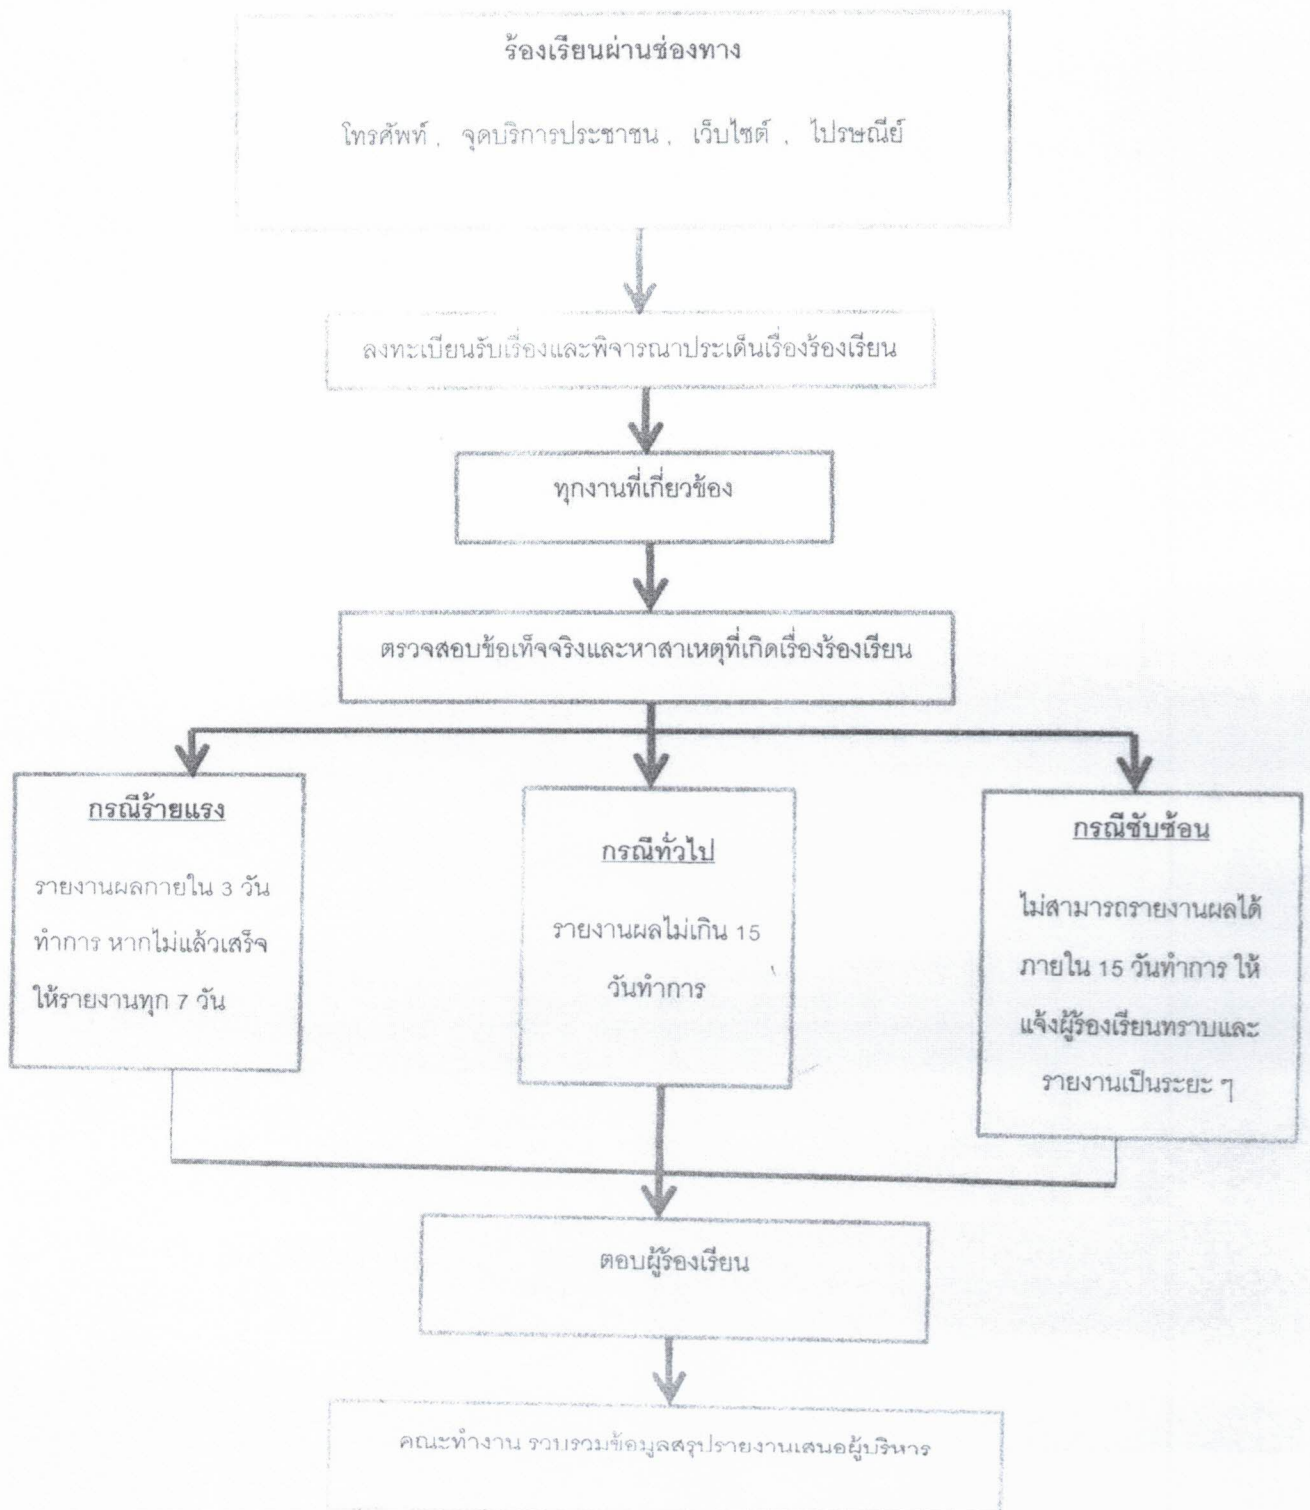 ร้องเรียนผ่านช่องทาง
โทรศัพท์ , จุดบริการประชาชน , เว็บไซต์ , ไปรษณีย์
ลงทะเบียนรับเรื่องและพิจารณาประเด็นเรื่องร้องเรียน
ทุกงานที่เกี่ยวข้อง
ตรวจสอบข้อเท็จจริงและหาสาเหตุที่เกิดเรื่องร้องเรียน
กรณีร้ายแรง
รายงานผลภายใน 3 วัน
ทำการ หากไม่แล้วเสร็จ
ให้รายงานทุก 7 วัน
กรณีทั่วไป
รายงานผลไม่เกิน 15
วันทำการ
กรณีซับซ้อน
ไม่สามารถรายงานผลได้
ภายใน 15 วันทำการ ให้
แจ้งผู้ร้องเรียนทราบและ
รายงานเป็นระยะ ๆ
ตอบผู้ร้องเรียน
คณะทำงาน รวบรวมข้อมูลสรุปรายงานเสนอผู้บริหาร